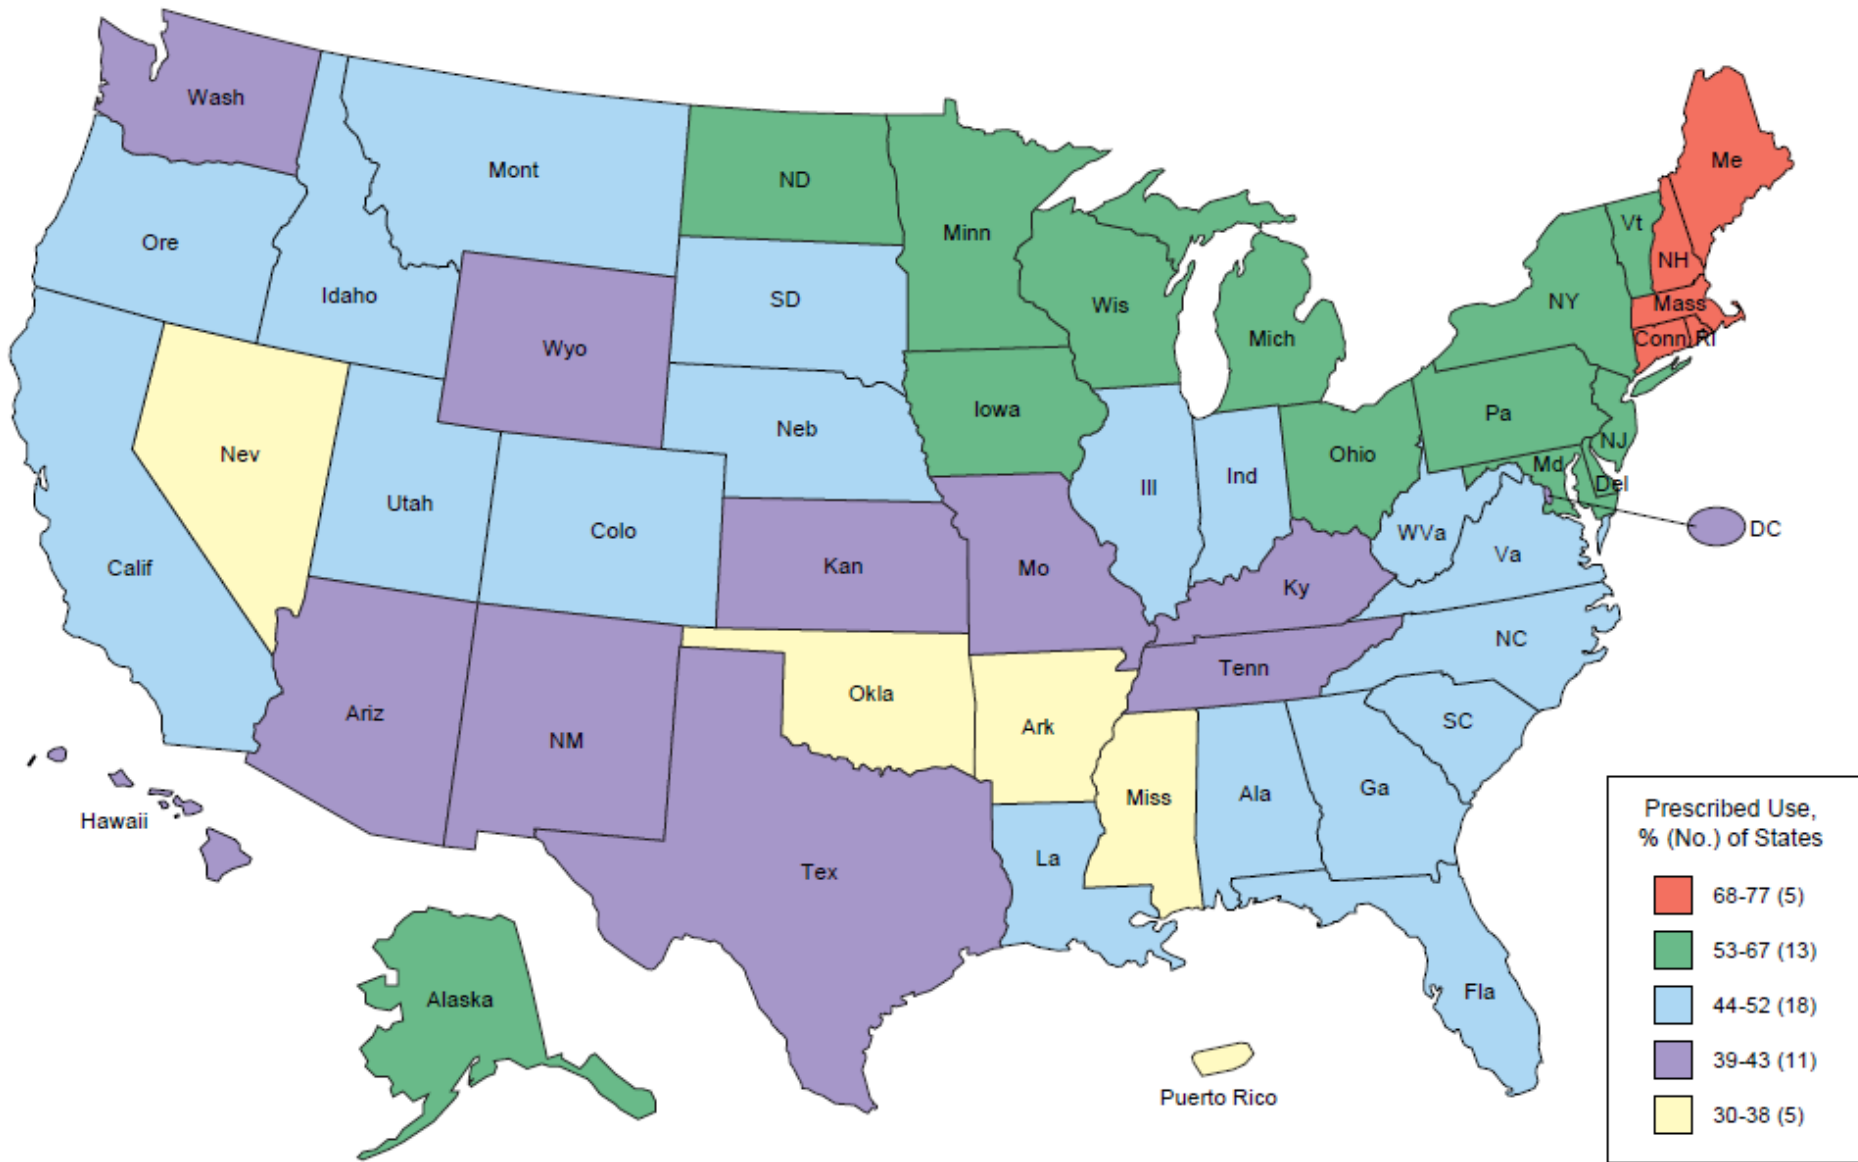 Wash
Mont
ND
Minn
Me
Vt
NH
Ore
Idaho
SD
Wis
Mich
NY
Mass
Conn
RI
Wyo
Iowa
Pa
NJ
Neb
Nev
Utah
Colo
Ill
Ind
Ohio
Md
Del
DC
WVa
Va
Calif
Kan
Mo
Ky
NC
Tenn
Ariz
NM
Okla
Ark
SC
Miss
Ala
Ga
Hawaii
Tex
La
Fla
Alaska
Puerto Rico
Prescribed Use,
% (No.) of States
68-77 (5)
53-67 (13)
44-52 (18)
39-43 (11)
30-38 (5)